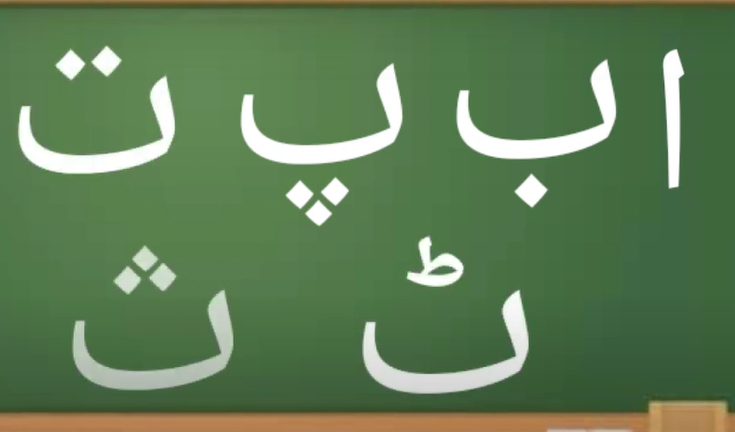 ا ب پ ت
ٹ ث